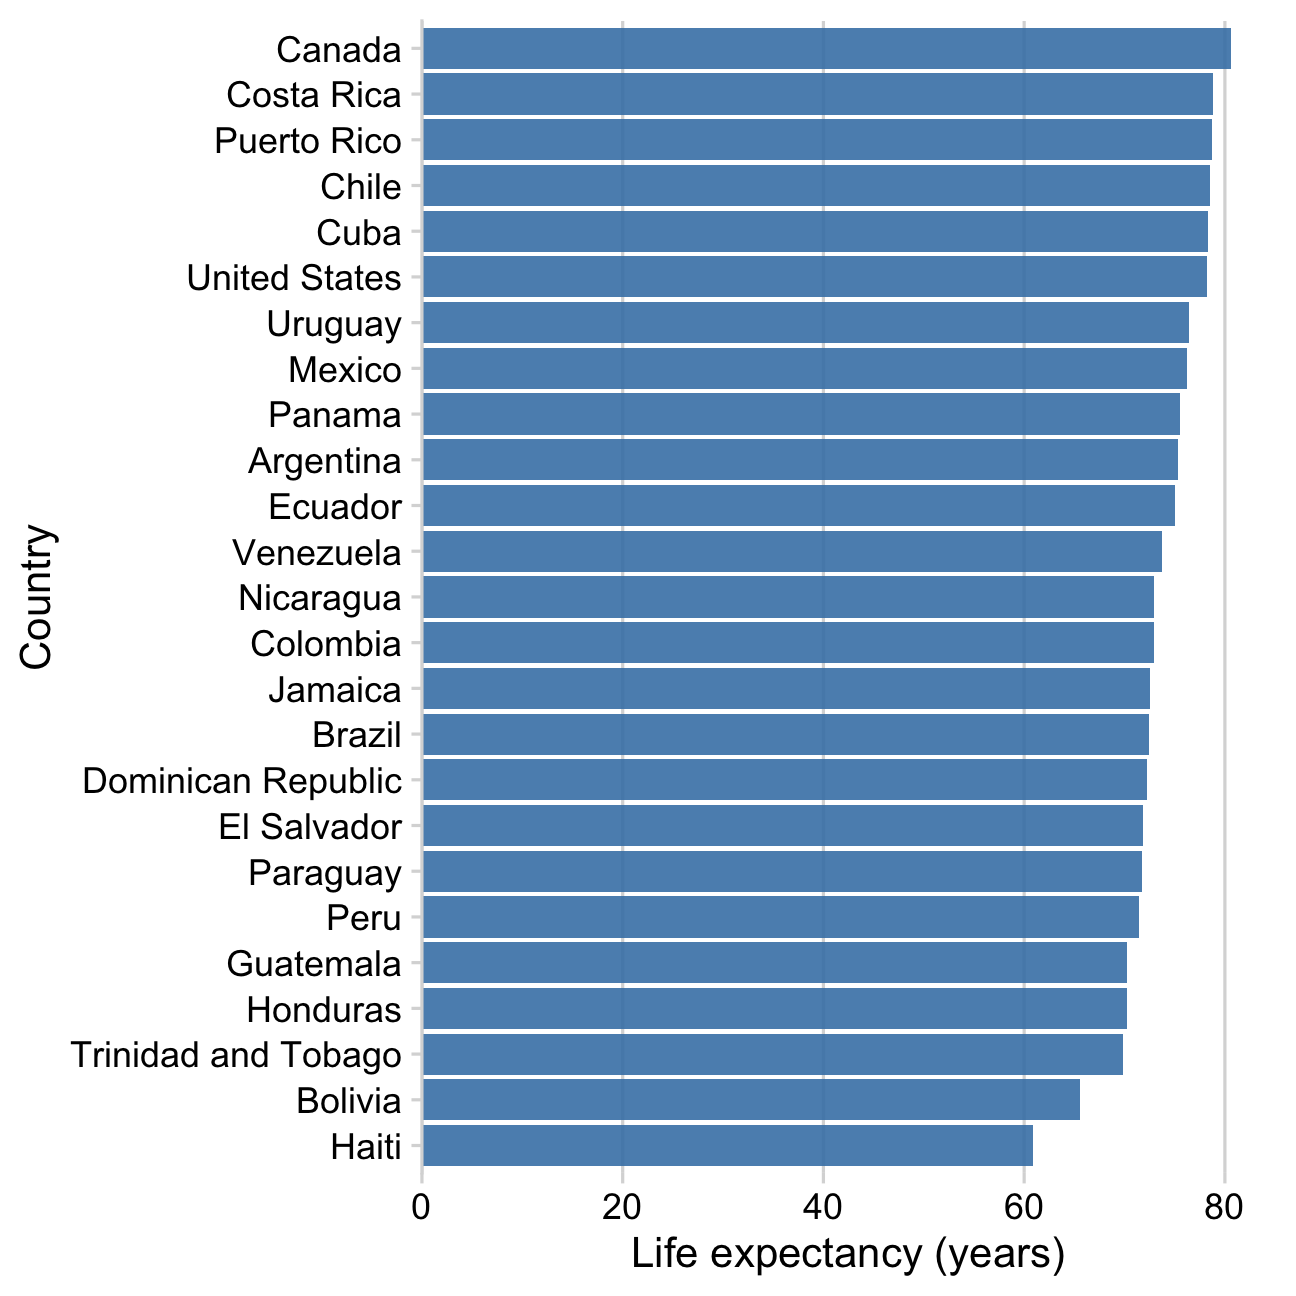 Canada
Costa Rica
Puerto Rico
Chile
Cuba
United States
Uruguay
Mexico
Panama
Argentina
Ecuador
Venezuela
Nicaragua
Colombia
Jamaica
Brazil
Dominican Republic
El Salvador
Paraguay
Peru
Guatemala
Honduras
Trinidad and Tobago
Bolivia
Haiti
Country
0 20 40 60 80
Life expectancy (years)